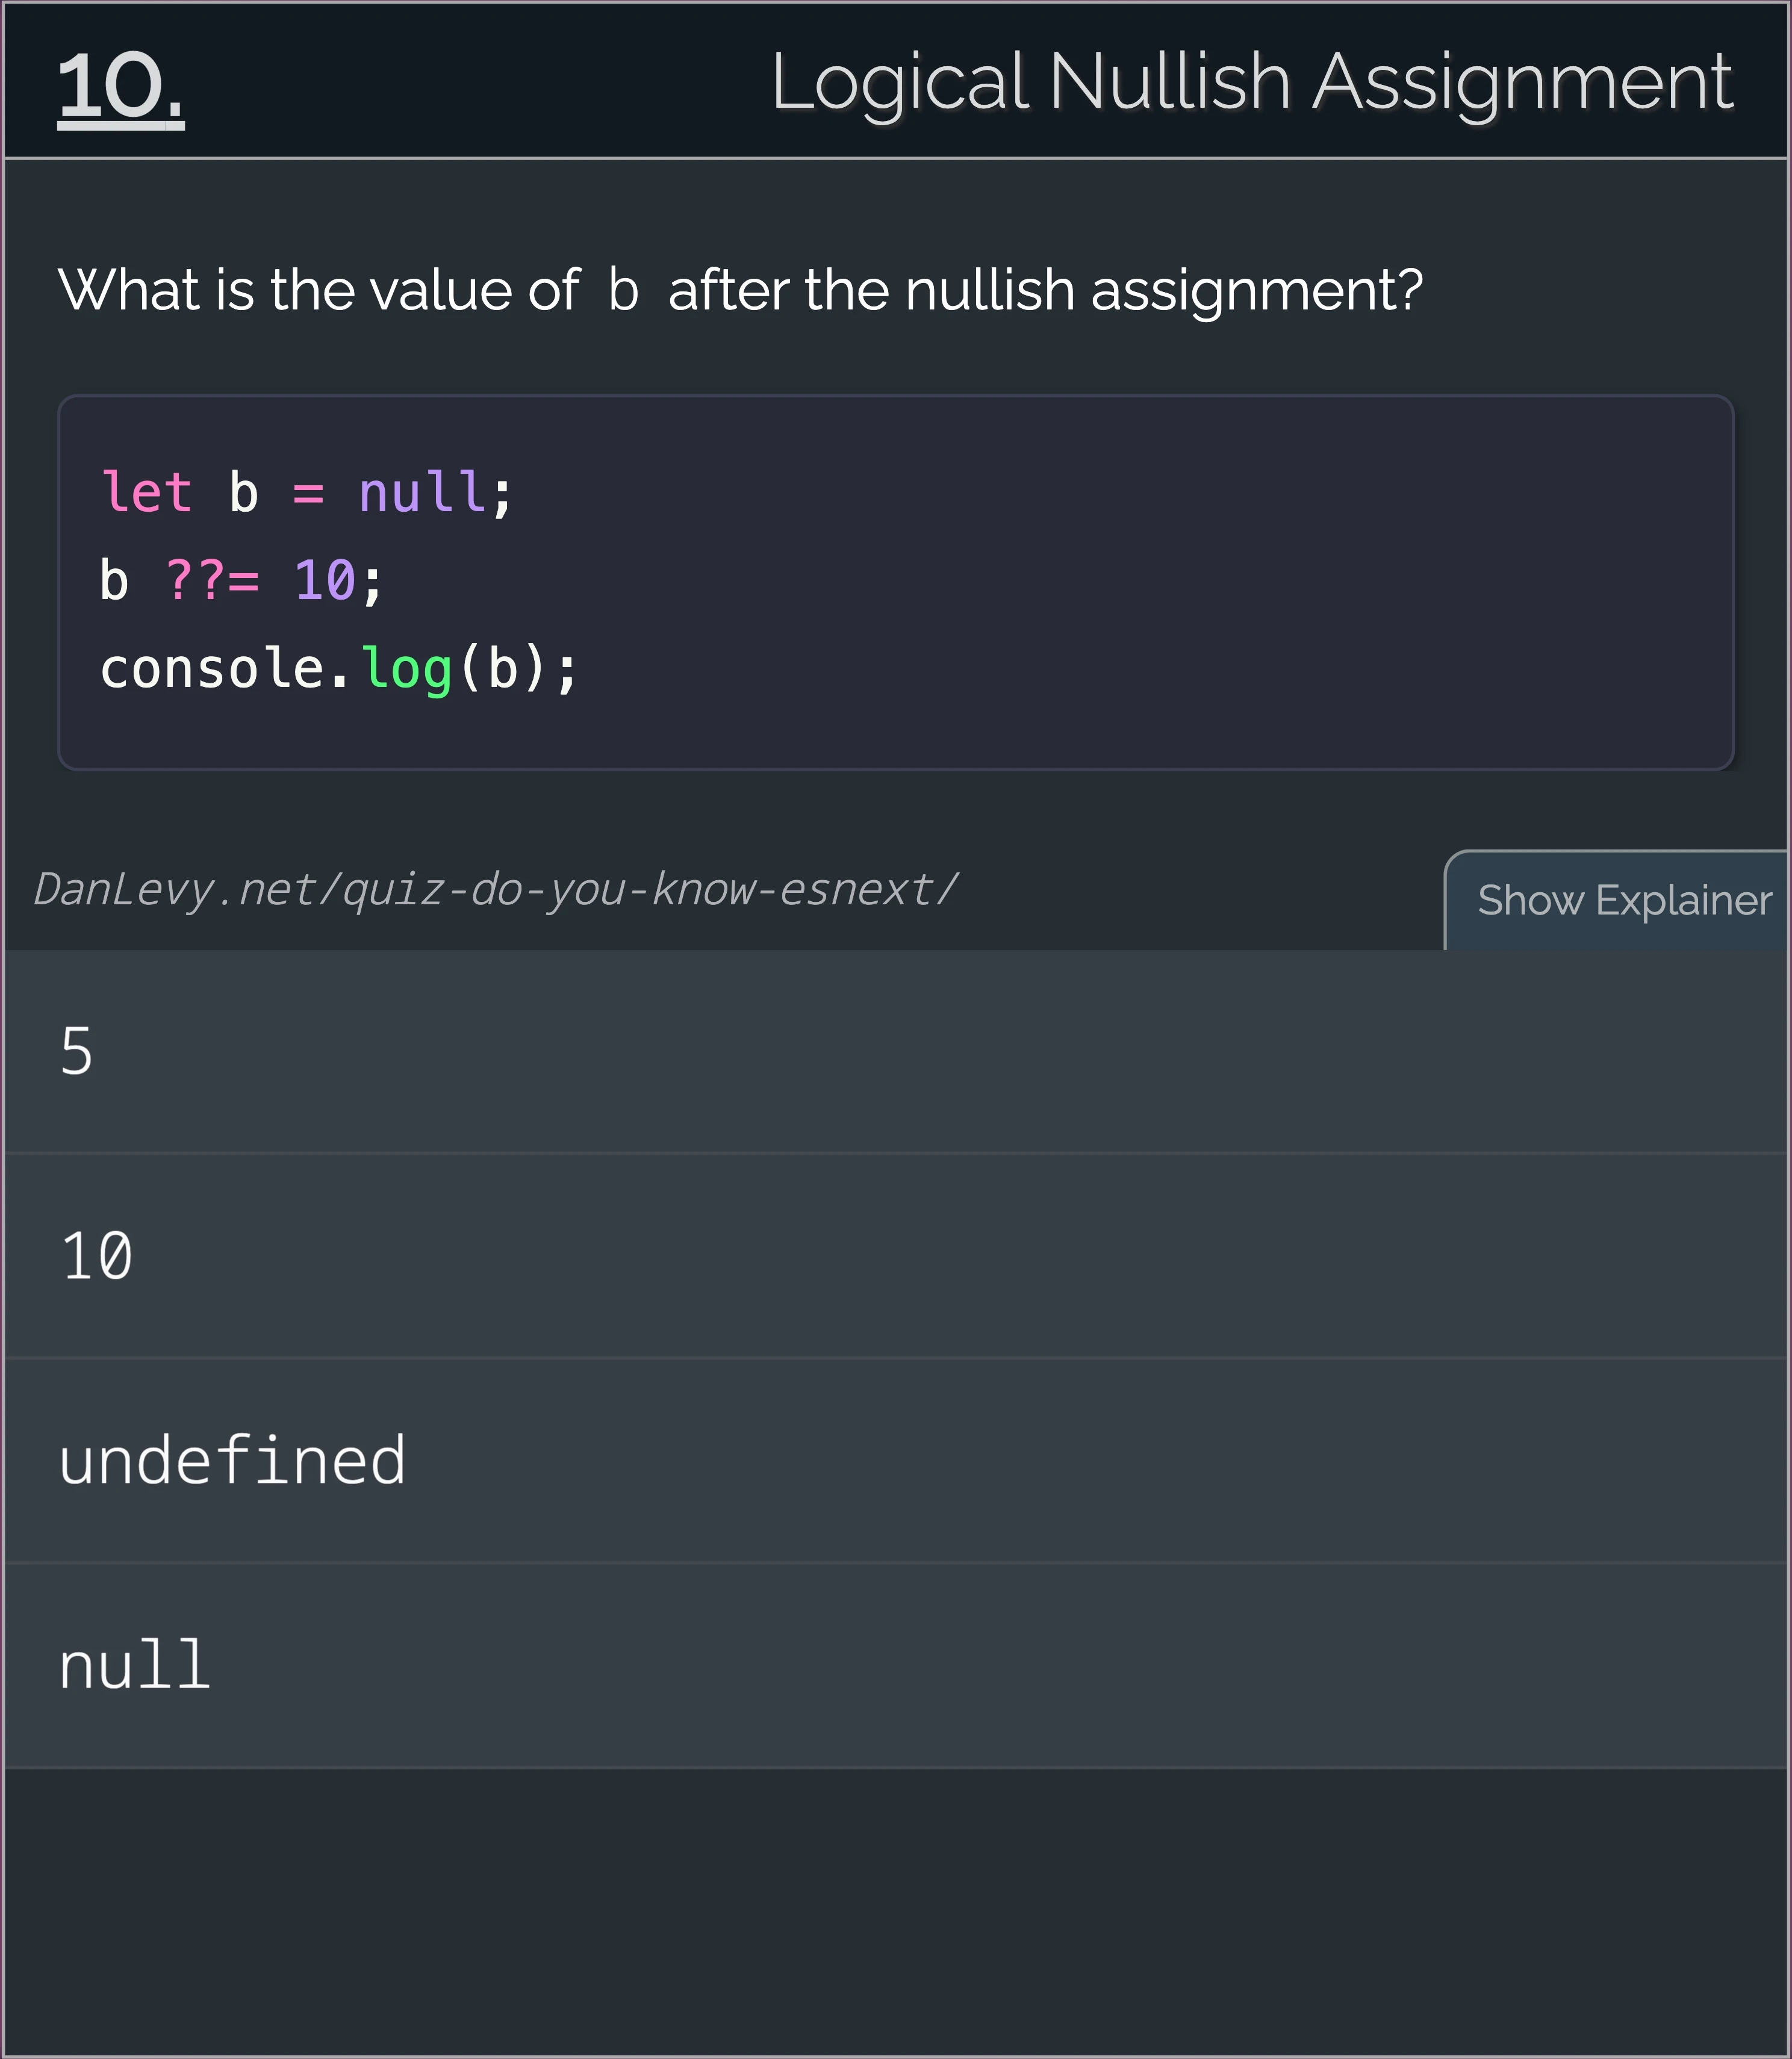 10.
Logical Nullish Assignment
What is the value of b after the nullish assignment?
let b = null;
b ??= 10;
console.log(b);
DanLevy.net/quiz-do-you-know-esnext/
Show Explainer
5
10
undefined
null